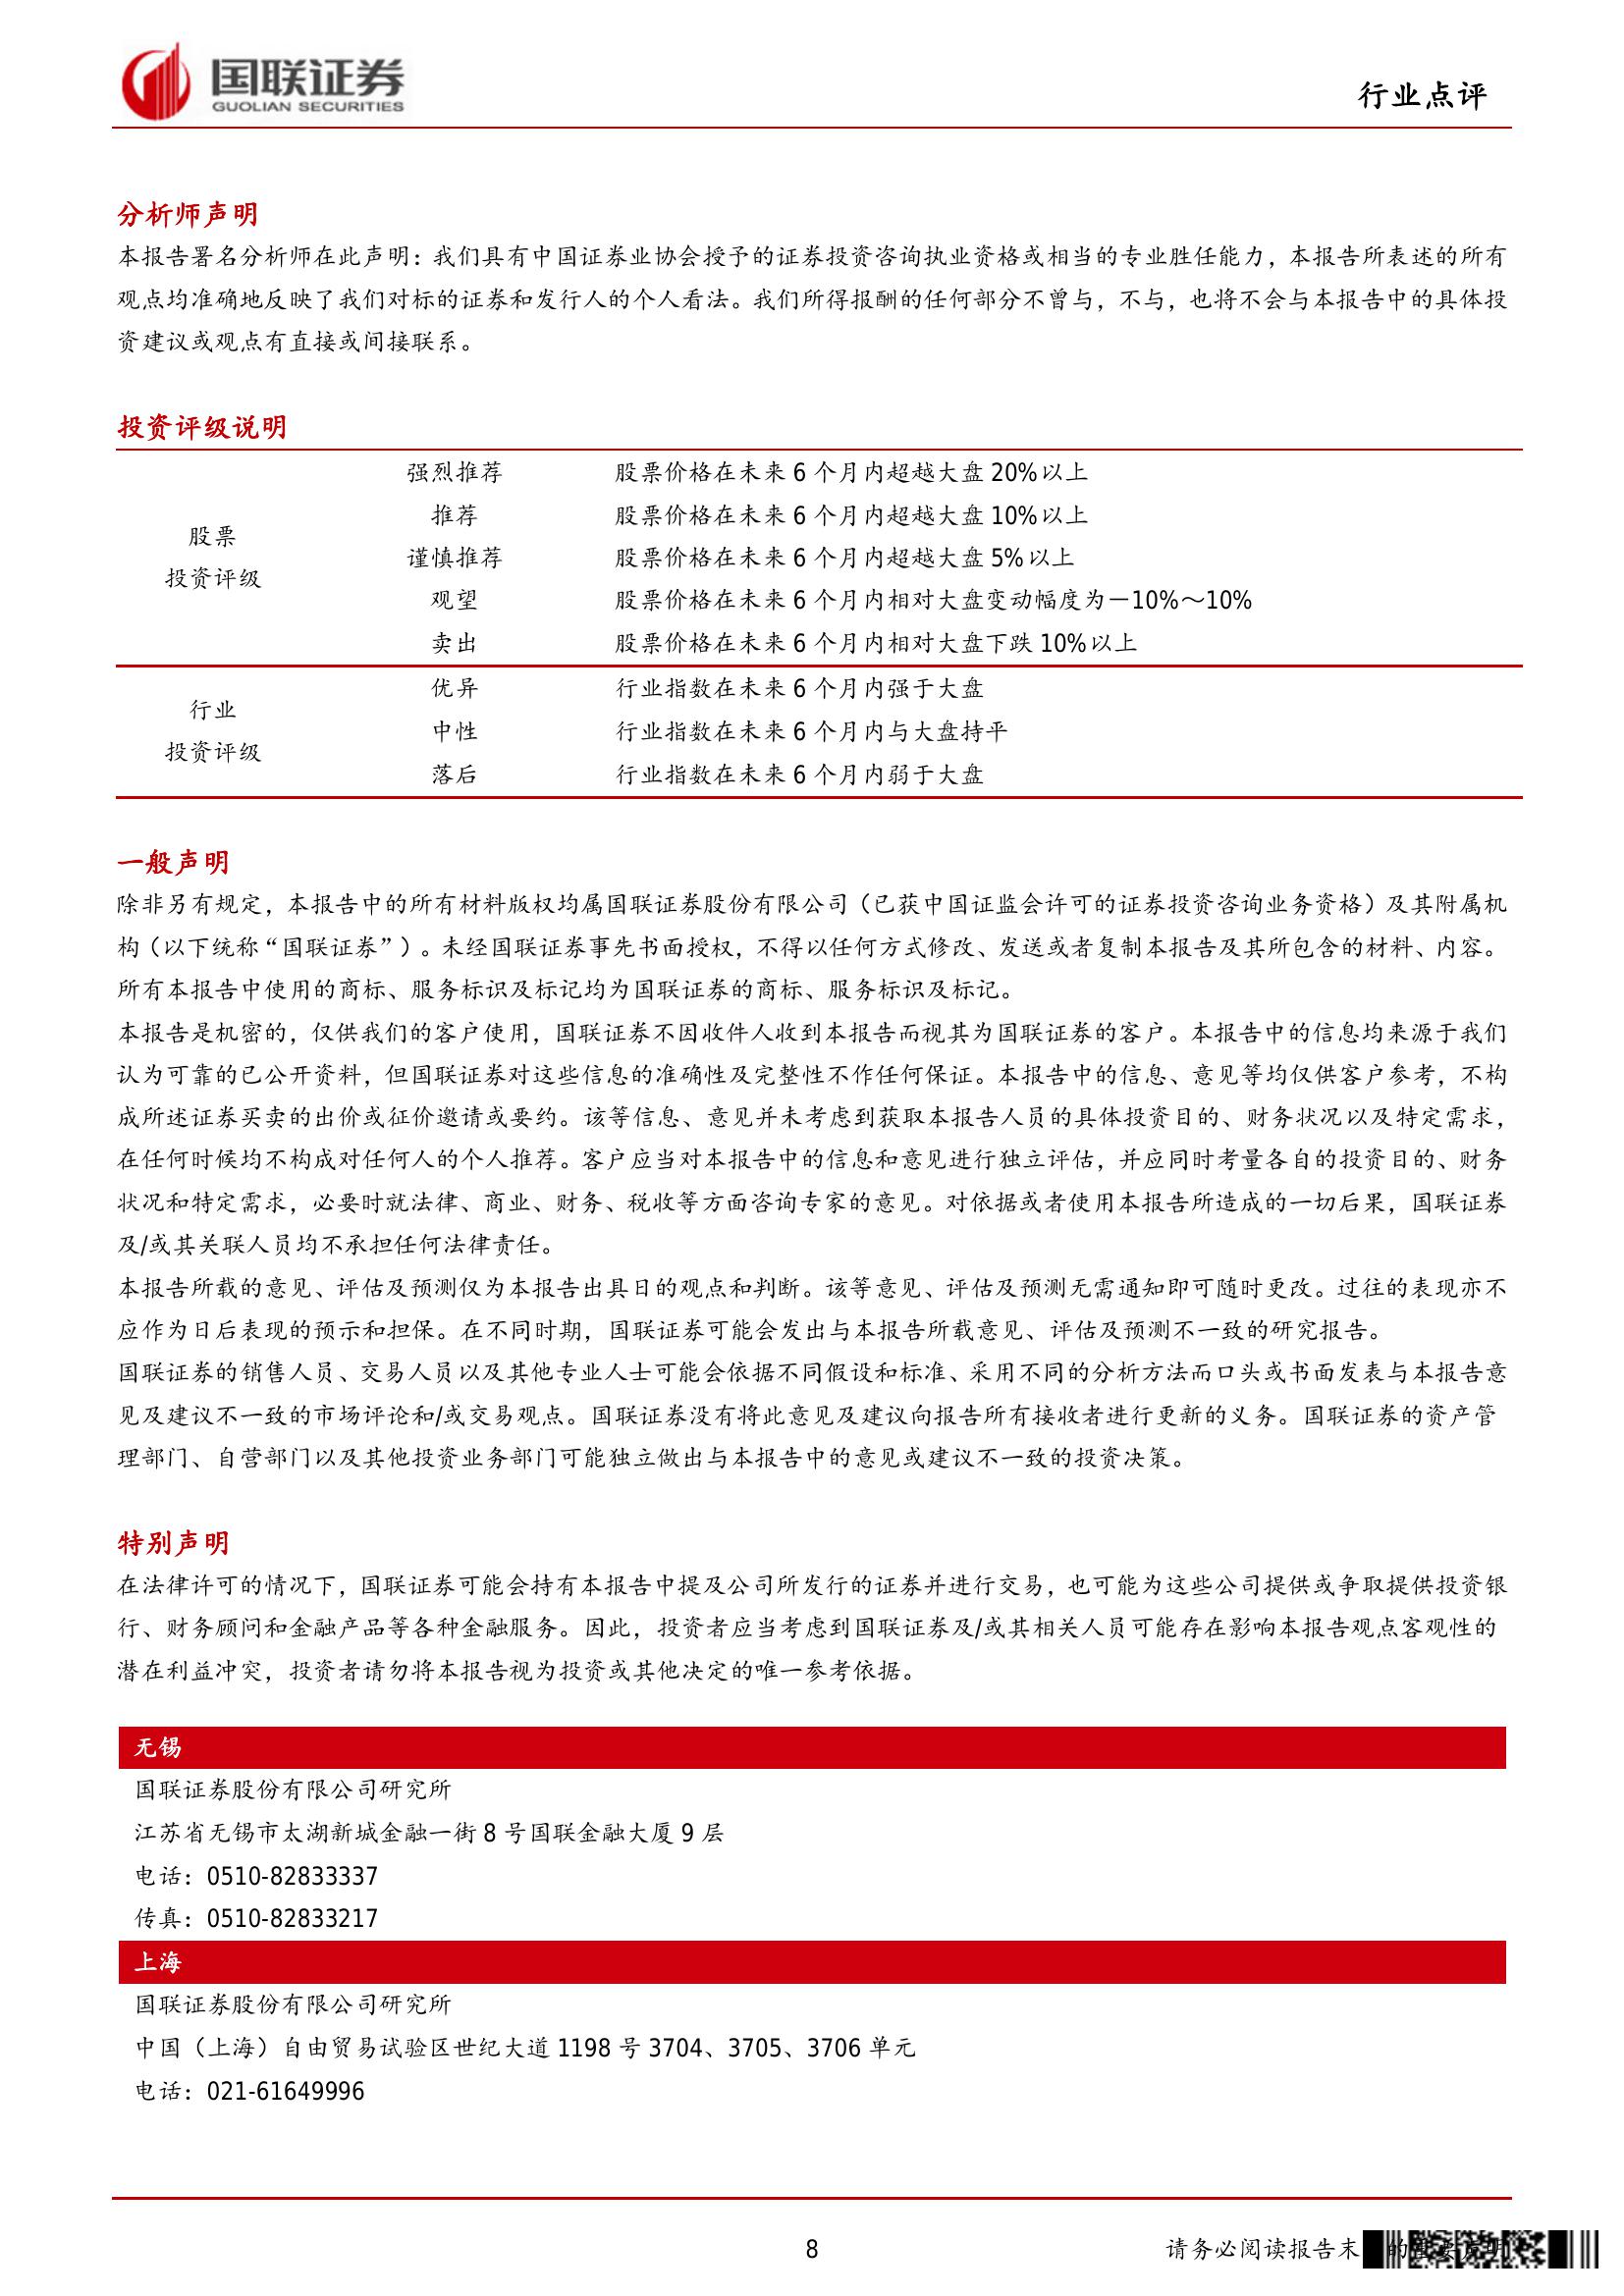 国联证券
GUOLIAN SECURITIES
行业点评
分析师声明
本报告署名分析师在此声明：我们具有中国证券业协会授予的证券投资咨询执业资格或相当的专业胜任能力，本报告所表述的所有
观点均准确地反映了我们对标的证券和发行人的个人看法。我们所得报酬的任何部分不曾与，不与，也将不会与本报告中的具体投
资建议或观点有直接或间接联系。
投资评级说明
股票
投资评级
强烈推荐 股票价格在未来 6 个月内超越大盘 20%以上
推荐 股票价格在未来 6 个月内超越大盘 10%以上
谨慎推荐 股票价格在未来 6 个月内超越大盘 5%以上
观望 股票价格在未来 6 个月内相对大盘变动幅度为－10%～10%
卖出 股票价格在未来 6 个月内相对大盘下跌 10%以上
行业
投资评级
优异 行业指数在未来 6 个月内强于大盘
中性 行业指数在未来 6 个月内与大盘持平
落后 行业指数在未来 6 个月内弱于大盘
一般声明
除非另有规定，本报告中的所有材料版权均属国联证券股份有限公司（已获中国证监会许可的证券投资咨询业务资格）及其附属机
构（以下统称“国联证券”）。未经国联证券事先书面授权，不得以任何方式修改、发送或者复制本报告及其所包含的材料、内容。
所有本报告中使用的商标、服务标识及标记均为国联证券的商标、服务标识及标记。
本报告是机密的，仅供我们的客户使用，国联证券不因收件人收到本报告而视其为国联证券的客户。本报告中的信息均来源于我们
认为可靠的已公开资料，但国联证券对这些信息的准确性及完整性不作任何保证。本报告中的信息、意见等均仅供客户参考，不构
成所述证券买卖的出价或征价邀请或要约。该等信息、意见并未考虑到获取本报告人员的具体投资目的、财务状况以及特定需求，
在任何时候均不构成对任何人的个人推荐。客户应当对本报告中的信息和意见进行独立评估，并应同时考量各自的投资目的、财务
状况和特定需求，必要时就法律、商业、财务、税收等方面咨询专家的意见。对依据或者使用本报告所造成的一切后果，国联证券
及/或其关联人员均不承担任何法律责任。
本报告所载的意见、评估及预测仅为本报告出具日的观点和判断。该等意见、评估及预测无需通知即可随时更改。过往的表现亦不
应作为日后表现的预示和担保。在不同时期，国联证券可能会发出与本报告所载意见、评估及预测不一致的研究报告。
国联证券的销售人员、交易人员以及其他专业人士可能会依据不同假设和标准、采用不同的分析方法而口头或书面发表与本报告意
见及建议不一致的市场评论和/或交易观点。国联证券没有将此意见及建议向报告所有接收者进行更新的义务。国联证券的资产管
理部门、自营部门以及其他投资业务部门可能独立做出与本报告中的意见或建议不一致的投资决策。
特别声明
在法律许可的情况下，国联证券可能会持有本报告中提及公司所发行的证券并进行交易，也可能为这些公司提供或争取提供投资银
行、财务顾问和金融产品等各种金融服务。因此，投资者应当考虑到国联证券及/或其相关人员可能存在影响本报告观点客观性的
潜在利益冲突，投资者请勿将本报告视为投资或其他决定的唯一参考依据。
无锡
国联证券股份有限公司研究所
江苏省无锡市太湖新城金融一街 8 号国联金融大厦 9 层
电话：0510-82833337
传真：0510-82833217
上海
国联证券股份有限公司研究所
中国（上海）自由贸易试验区世纪大道 1198 号 3704、3705、3706 单元
电话：021-61649996
8
请务必阅读报告末 的